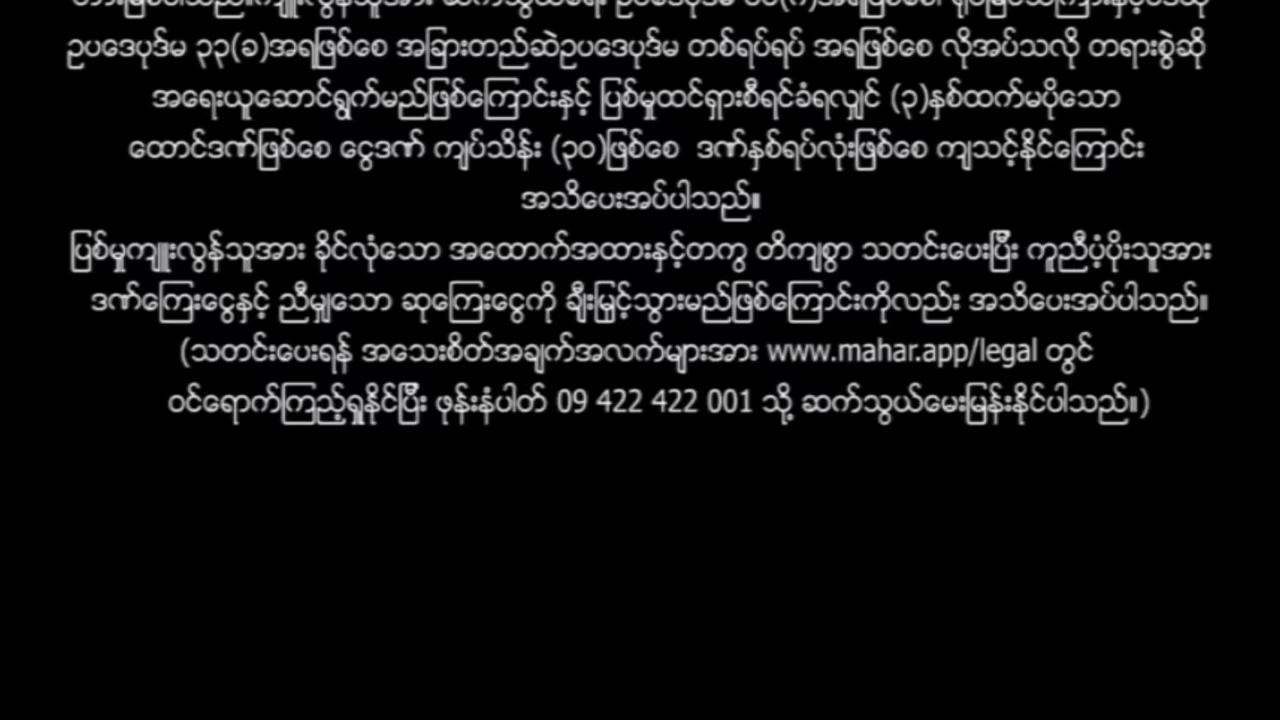 ဥပဒေပုဒ်မ ၃၃(ခ)အရဖြစ်စေ အခြားတည်ဆဲဥပဒေပုဒ်မ တစ်ရပ်ရပ် အရဖြစ်စေ လိုအပ်သလို တရားစွဲဆို
အရေးယူဆောင်ရွက်မည်ဖြစ်ကြောင်းနှင့် ပြစ်မှုထင်ရှားစီရင်ခံရလျှင် (၃)နှစ်ထက်မပိုသော
ထောင်ဒဏ်ဖြစ်စေ ငွေဒဏ် ကျပ်သိန်း (၃၀)ဖြစ်စေ ဒဏ်နှစ်ရပ်လုံးဖြစ်စေ ကျသင့်နိုင်ကြောင်း
အသိပေးအပ်ပါသည်။
ပြစ်မှုကျူးလွန်သူအား ခိုင်လုံသော အထောက်အထားနှင့်တကွ တိကျစွာ သတင်းပေးပြီး ကူညီပံ့ပိုးသူအား
ဒဏ်ကြေးငွေနှင့် ညီမျှသော ဆုကြေးငွေကို ချီးမြှင့်သွားမည်ဖြစ်ကြောင်းကိုလည်း အသိပေးအပ်ပါသည်။
(သတင်းပေးရန် အသေးစိတ်အချက်အလက်များအား www.mahar.app/legal တွင်
ဝင်ရောက်ကြည့်ရှုနိုင်ပြီး ဖုန်းနံပါတ် 09 422 422 001 သို့ ဆက်သွယ်မေးမြန်းနိုင်ပါသည်။)